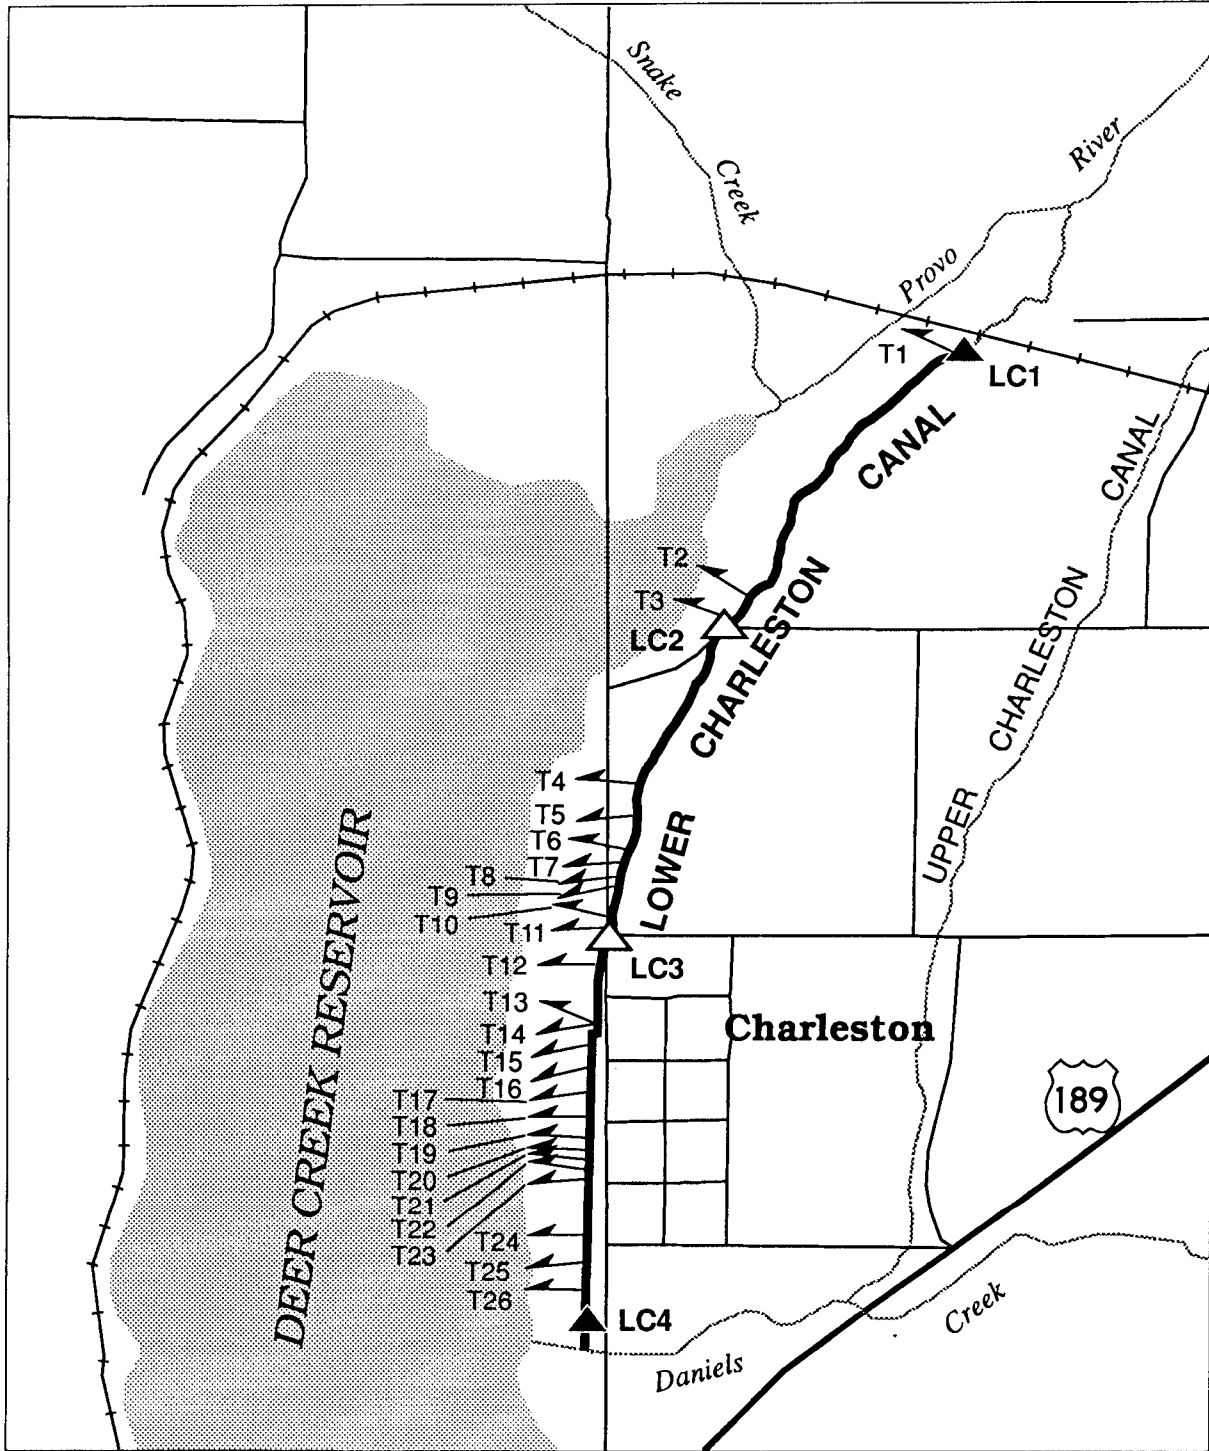 Snake
Creek
River
Provo
T1
LC1
CANAL
CANAL
T2
T3
LC2
CHARLESTON
CHARLESTON
T4
T5
T6
LOWER
UPPER
T7
T8
T9
T10
T11
LC3
T12
T13
Charleston
T14
T15
T16
189
T17
T18
T19
T20
T21
T22
T23
T24
T25
T26
DEER CREEK RESERVOIR
LC4
Creek
Daniels